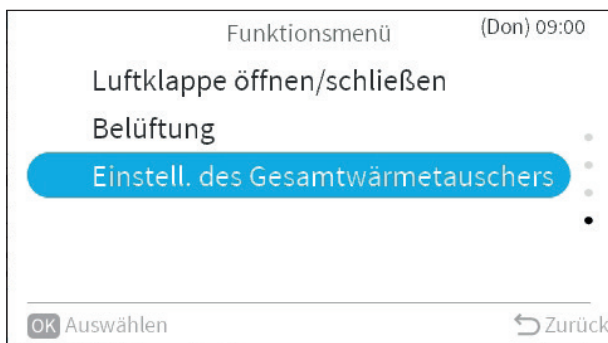 Funktionsmenü (Don) 09:00
Luftklappe öffnen/schließen
Belüftung
Einstell. des Gesamtwärmetauschers
OK Auswählen Zurück